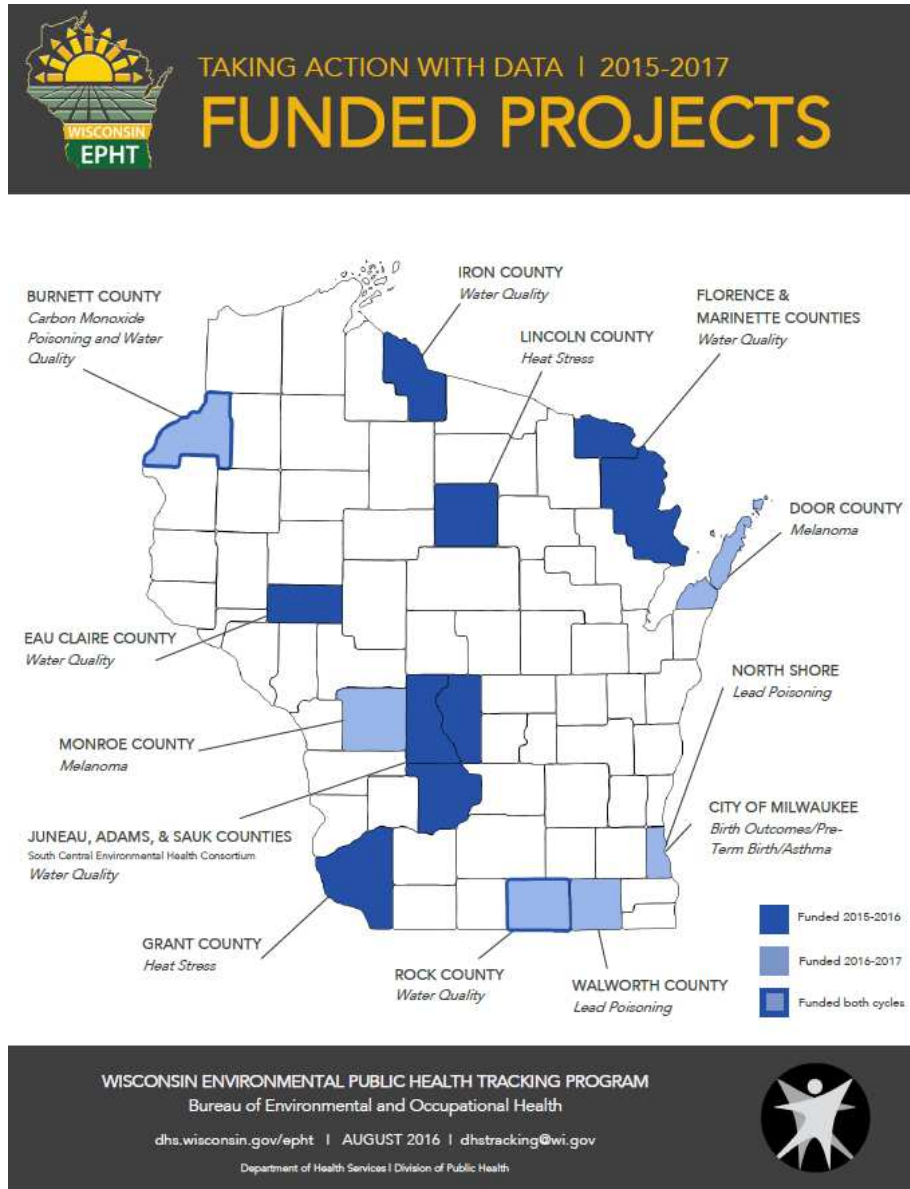 WISCONSIN
EPHT
TAKING ACTION WITH DATA | 2015-2017
FUNDED PROJECTS
BURNETT COUNTY
Carbon Monoxide
Poisoning and Water
Quality
IRON COUNTY
Water Quality
LINCOLN COUNTY
Heat Stress
FLORENCE &
MARINETTE COUNTIES
Water Quality
DOOR COUNTY
Melanoma
EAU CLAIRE COUNTY
Water Quality
NORTH SHORE
Lead Poisoning
MONROE COUNTY
Melanoma
CITY OF MILWAUKEE
Birth Outcomes/Pre-
Term Birth/Asthma
JUNEAU, ADAMS, & SAUK COUNTIES
South Central Environmental Health Consortium
Water Quality
GRANT COUNTY
Heat Stress
ROCK COUNTY
Water Quality
WALWORTH COUNTY
Lead Poisoning
Funded 2015-2016
Funded 2016-2017
Funded both cycles
WISCONSIN ENVIRONMENTAL PUBLIC HEALTH TRACKING PROGRAM
Bureau of Environmental and Occupational Health
dhs.wisconsin.gov/epht | AUGUST 2016 | dhstracking@wi.gov
Department of Health Services | Division of Public Health